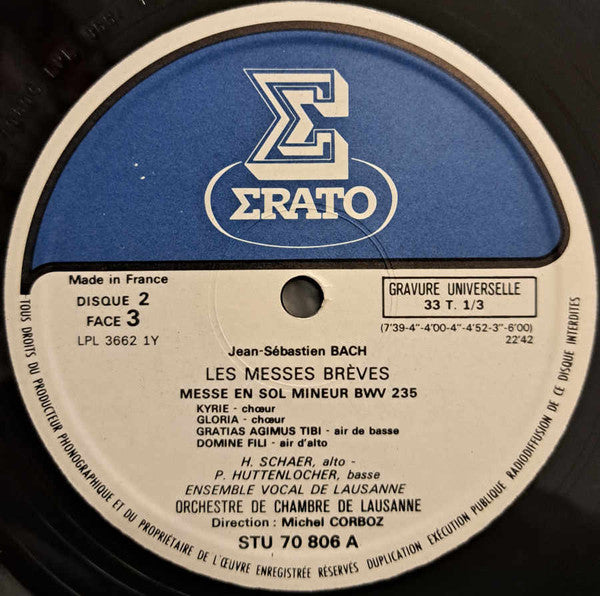 ΣRATO
Made in France
DISQUE 2
FACE 3
LPL 3662 1Y
GRAVURE UNIVERSELLE
33 T. 1/3
(7'39-4"-4'00-4"-4'52-3"-6'00)
22'42
Jean-Sébastien BACH
LES MESSES BRÈVES
MESSE EN SOL MINEUR BWV 235
KYRIE - chœur
GLORIA - chœur
GRATIAS AGIMUS TIBI - air de basse
DOMINE FILI - air d'alto
H. SCHAER, alto -
P. HUTTENLOCHER, basse
ENSEMBLE VOCAL DE LAUSANNE
ORCHESTRE DE CHAMBRE DE LAUSANNE
Direction : Michel CORBOZ
STU 70 806 A
TOUS DROITS DU PRODUCTEUR PHONOGRAPHIQUE ET DU PROPRIÉTAIRE DE L'ŒUVRE ENREGISTRÉE RÉSERVÉS DUPLICATION EXÉCUTION PUBLIQUE RADIODIFFUSION DE CE DISQUE INTERDITES